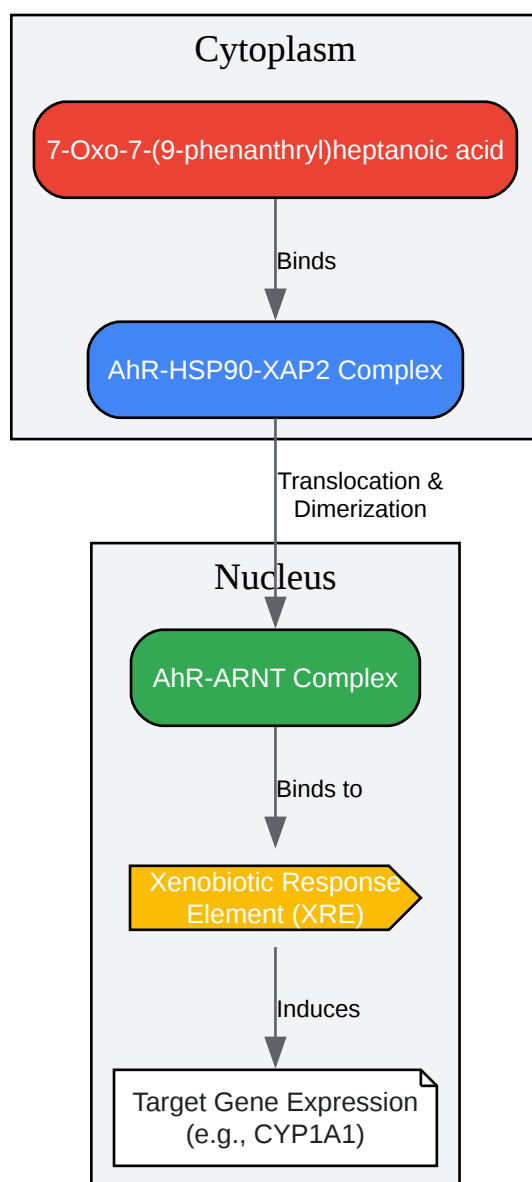 Cytoplasm
7-Oxo-7-(9-phenanthryl)heptanoic acid
Binds
AhR-HSP90-XAP2 Complex
Translocation &
Dimerization
Nucleus
AhR-ARNT Complex
Binds to
Xenobiotic Response
Element (XRE)
Induces
Target Gene Expression
(e.g., CYP1A1)